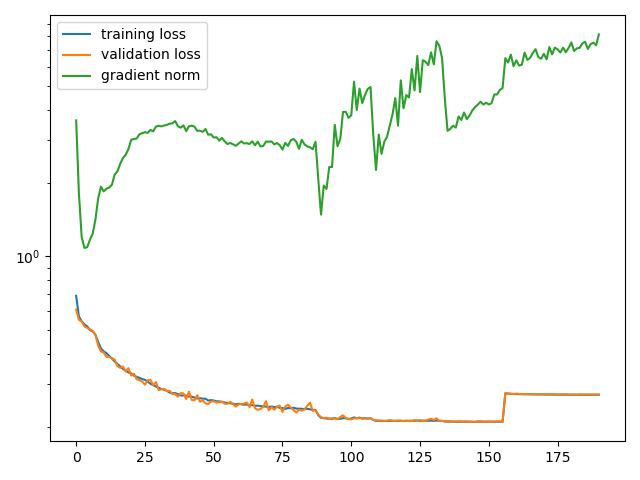 training loss
validation loss
gradient norm
10⁰
0 25 50 75 100 125 150 175